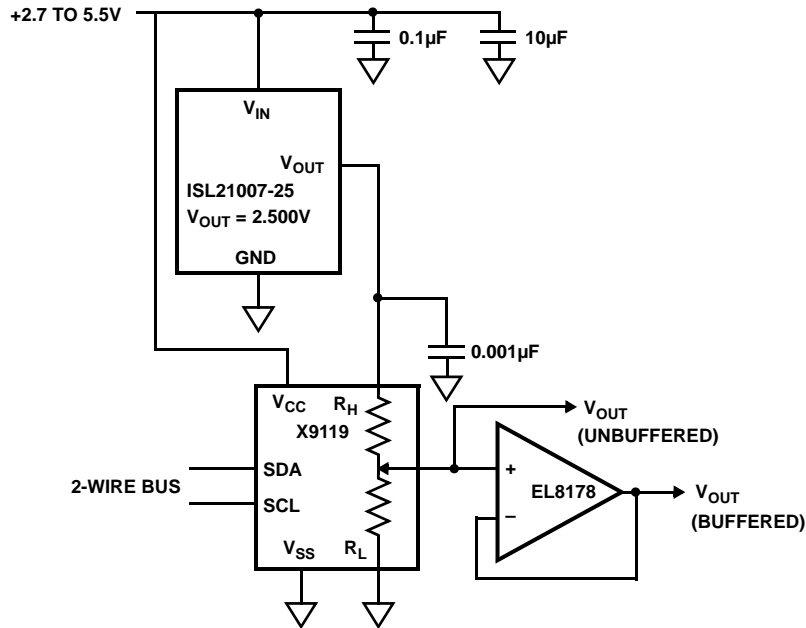 +2.7 TO 5.5V
0.1µF
10µF
VIN
VOUT
ISL21007-25
VOUT = 2.500V
GND
0.001µF
VCC
RH
X9119
2-WIRE BUS
SDA
SCL
VSS
RL
+
−
EL8178
VOUT
(UNBUFFERED)
VOUT
(BUFFERED)